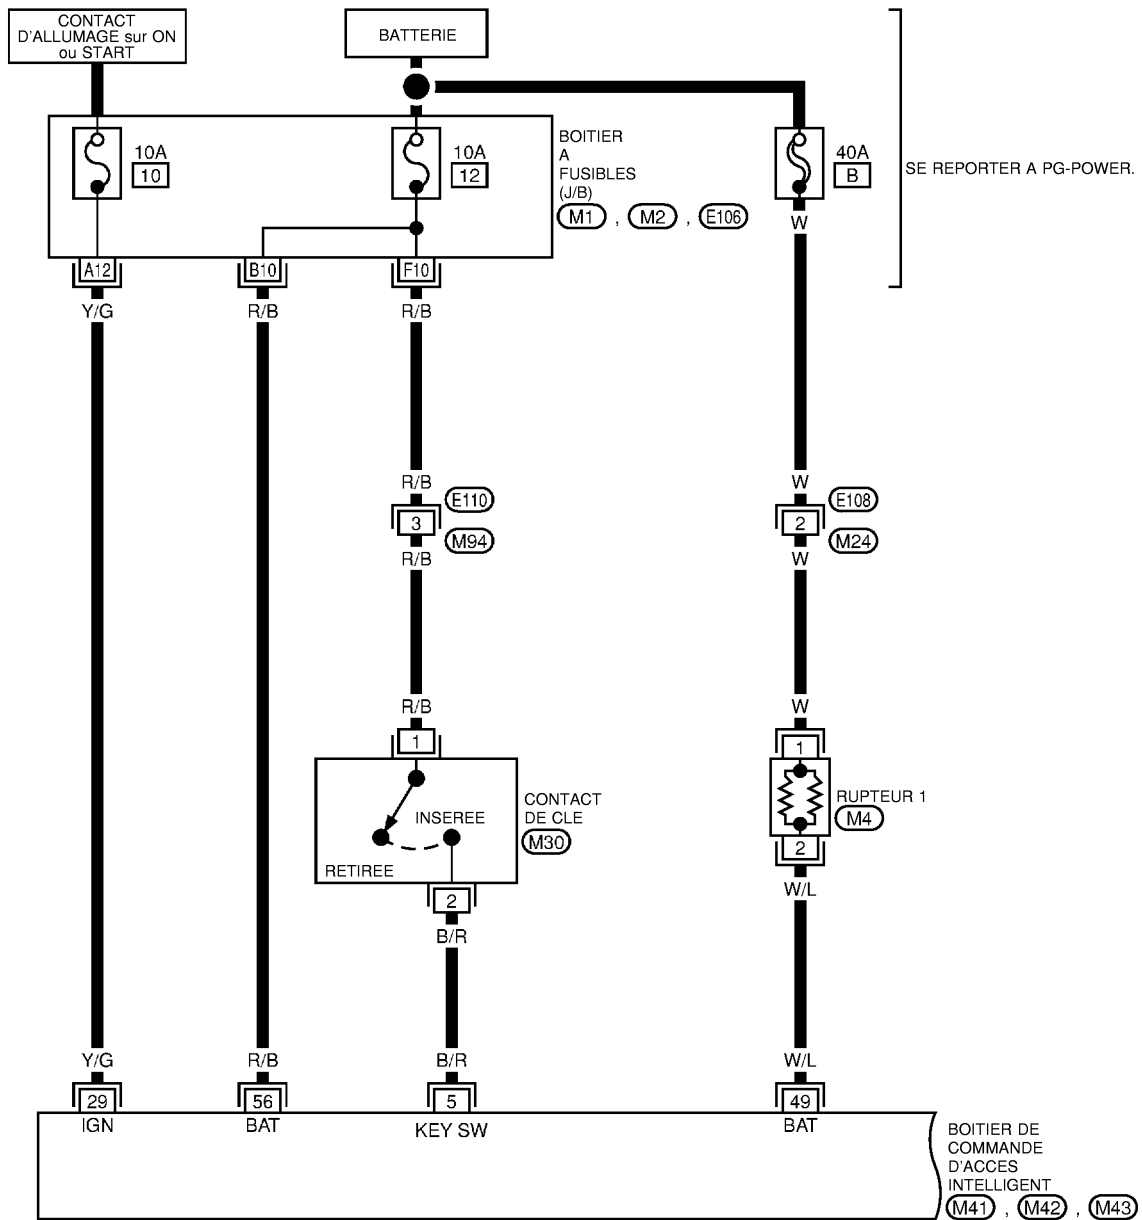 CONTACT
D'ALLUMAGE sur ON
ou START
BATTERIE
10A
10
10A
12
BOITIER
A
FUSIBLES
(J/B)
M1 , M2 , E106
40A
B
SE REPORTER A PG-POWER.
W
A12
B10
F10
Y/G
R/B
R/B
R/B
W
E110
E108
3
2
M94
M24
R/B
W
R/B
W
1
1
INSEREE
RETIREE
CONTACT
DE CLE
M30
RUPTEUR 1
M4
2
2
W/L
B/R
Y/G
R/B
B/R
W/L
29
56
5
49
IGN
BAT
KEY SW
BAT
BOITIER DE
COMMANDE
D'ACCES
INTELLIGENT
M41 , M42 , M43